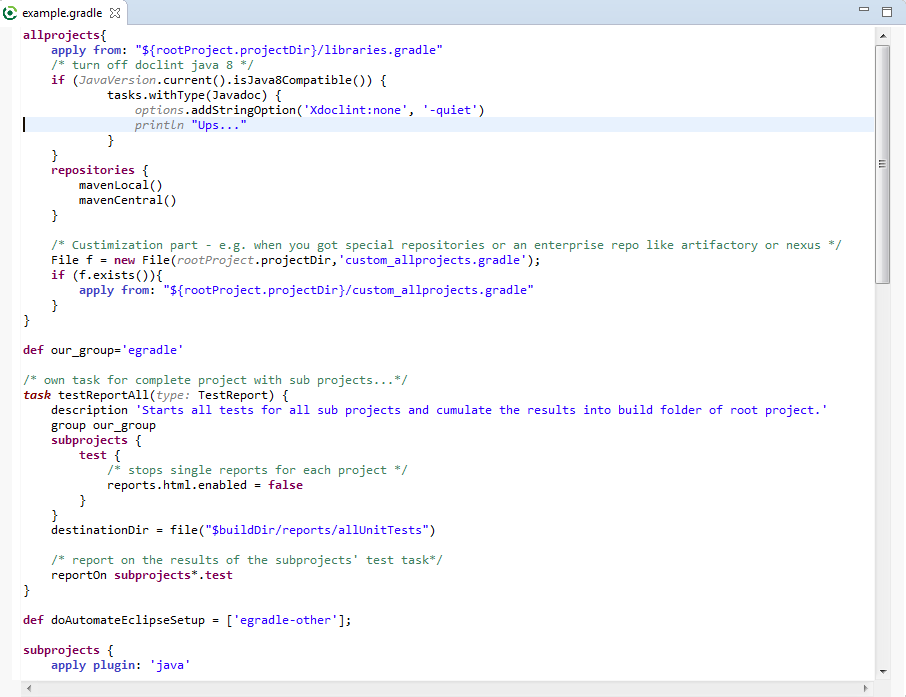 example.gradle
allprojects{
    apply from: "${rootProject.projectDir}/libraries.gradle"
    /* turn off doclint java 8 */
    if (JavaVersion.current().isJava8Compatible()) {
            tasks.withType(Javadoc) {
                options.addStringOption('Xdoclint:none', '-quiet')
                println "Ups..."
            }
    }
    repositories {
        mavenLocal()
        mavenCentral()
    }

    /* Custimization part - e.g. when you got special repositories or an enterprise repo like artifactory or nexus */
    File f = new File(rootProject.projectDir,'custom_allprojects.gradle');
    if (f.exists()){
        apply from: "${rootProject.projectDir}/custom_allprojects.gradle"
    }
}

def our_group='egradle'

/* own task for complete project with sub projects...*/
task testReportAll(type: TestReport) {
    description 'Starts all tests for all sub projects and cumulate the results into build folder of root project.'
    group our_group
    subprojects {
        test {
            /* stops single reports for each project */
            reports.html.enabled = false
        }
    }
    destinationDir = file("$buildDir/reports/allUnitTests")

    /* report on the results of the subprojects' test task*/
    reportOn subprojects*.test
}

def doAutomateEclipseSetup = ['egradle-other'];

subprojects {
    apply plugin: 'java'